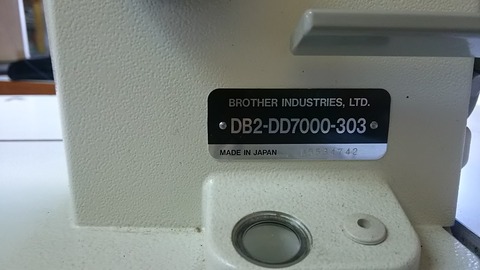 BROTHER INDUSTRIES, LTD.
DB2-DD7000-303
MADE IN JAPAN